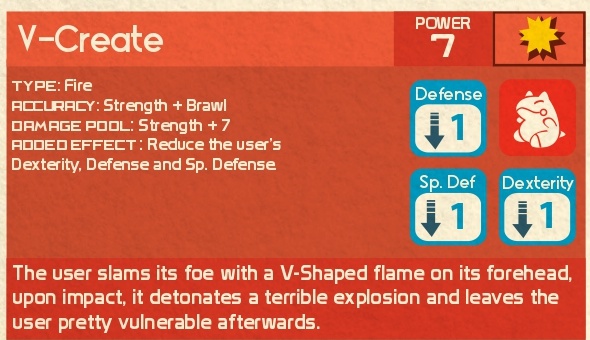 V-Create
POWER
7
TYPE: Fire
ACCURACY: Strength + Brawl
DAMAGE POOL: Strength + 7
ADDED EFFECT: Reduce the user's
Dexterity, Defense and Sp. Defense.
Defense
1
Sp. Def
1
Dexterity
1
The user slams its foe with a V-Shaped flame on its forehead,
upon impact, it detonates a terrible explosion and leaves the
user pretty vulnerable afterwards.